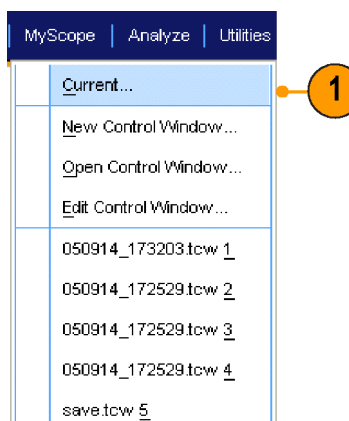 MyScope | Analyze | Utilities
Current...
1
New Control Window...
Open Control Window...
Edit Control Window...
050914_173203.tcw 1
050914_172529.tcw 2
050914_172529.tcw 3
050914_172529.tcw 4
save.tcw 5